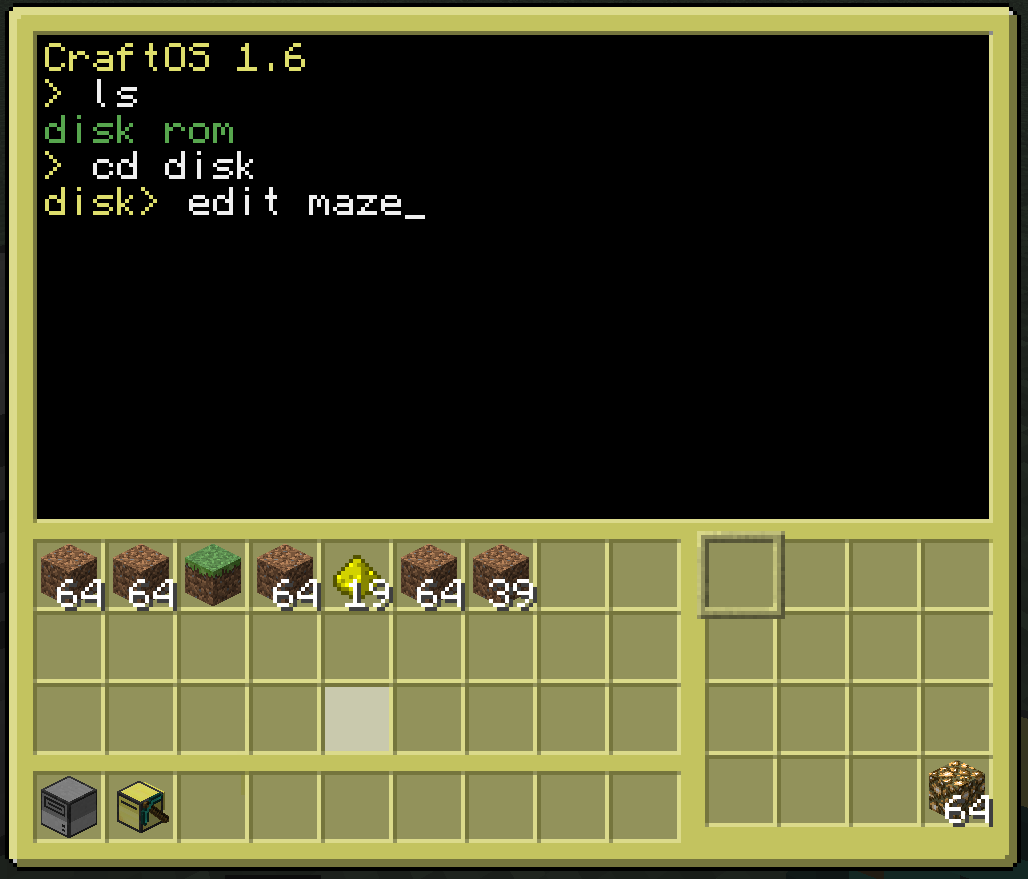 CraftOS 1.6
> ls
disk rom
> cd disk
disk> edit maze_
64 64 64 19 64 39
64